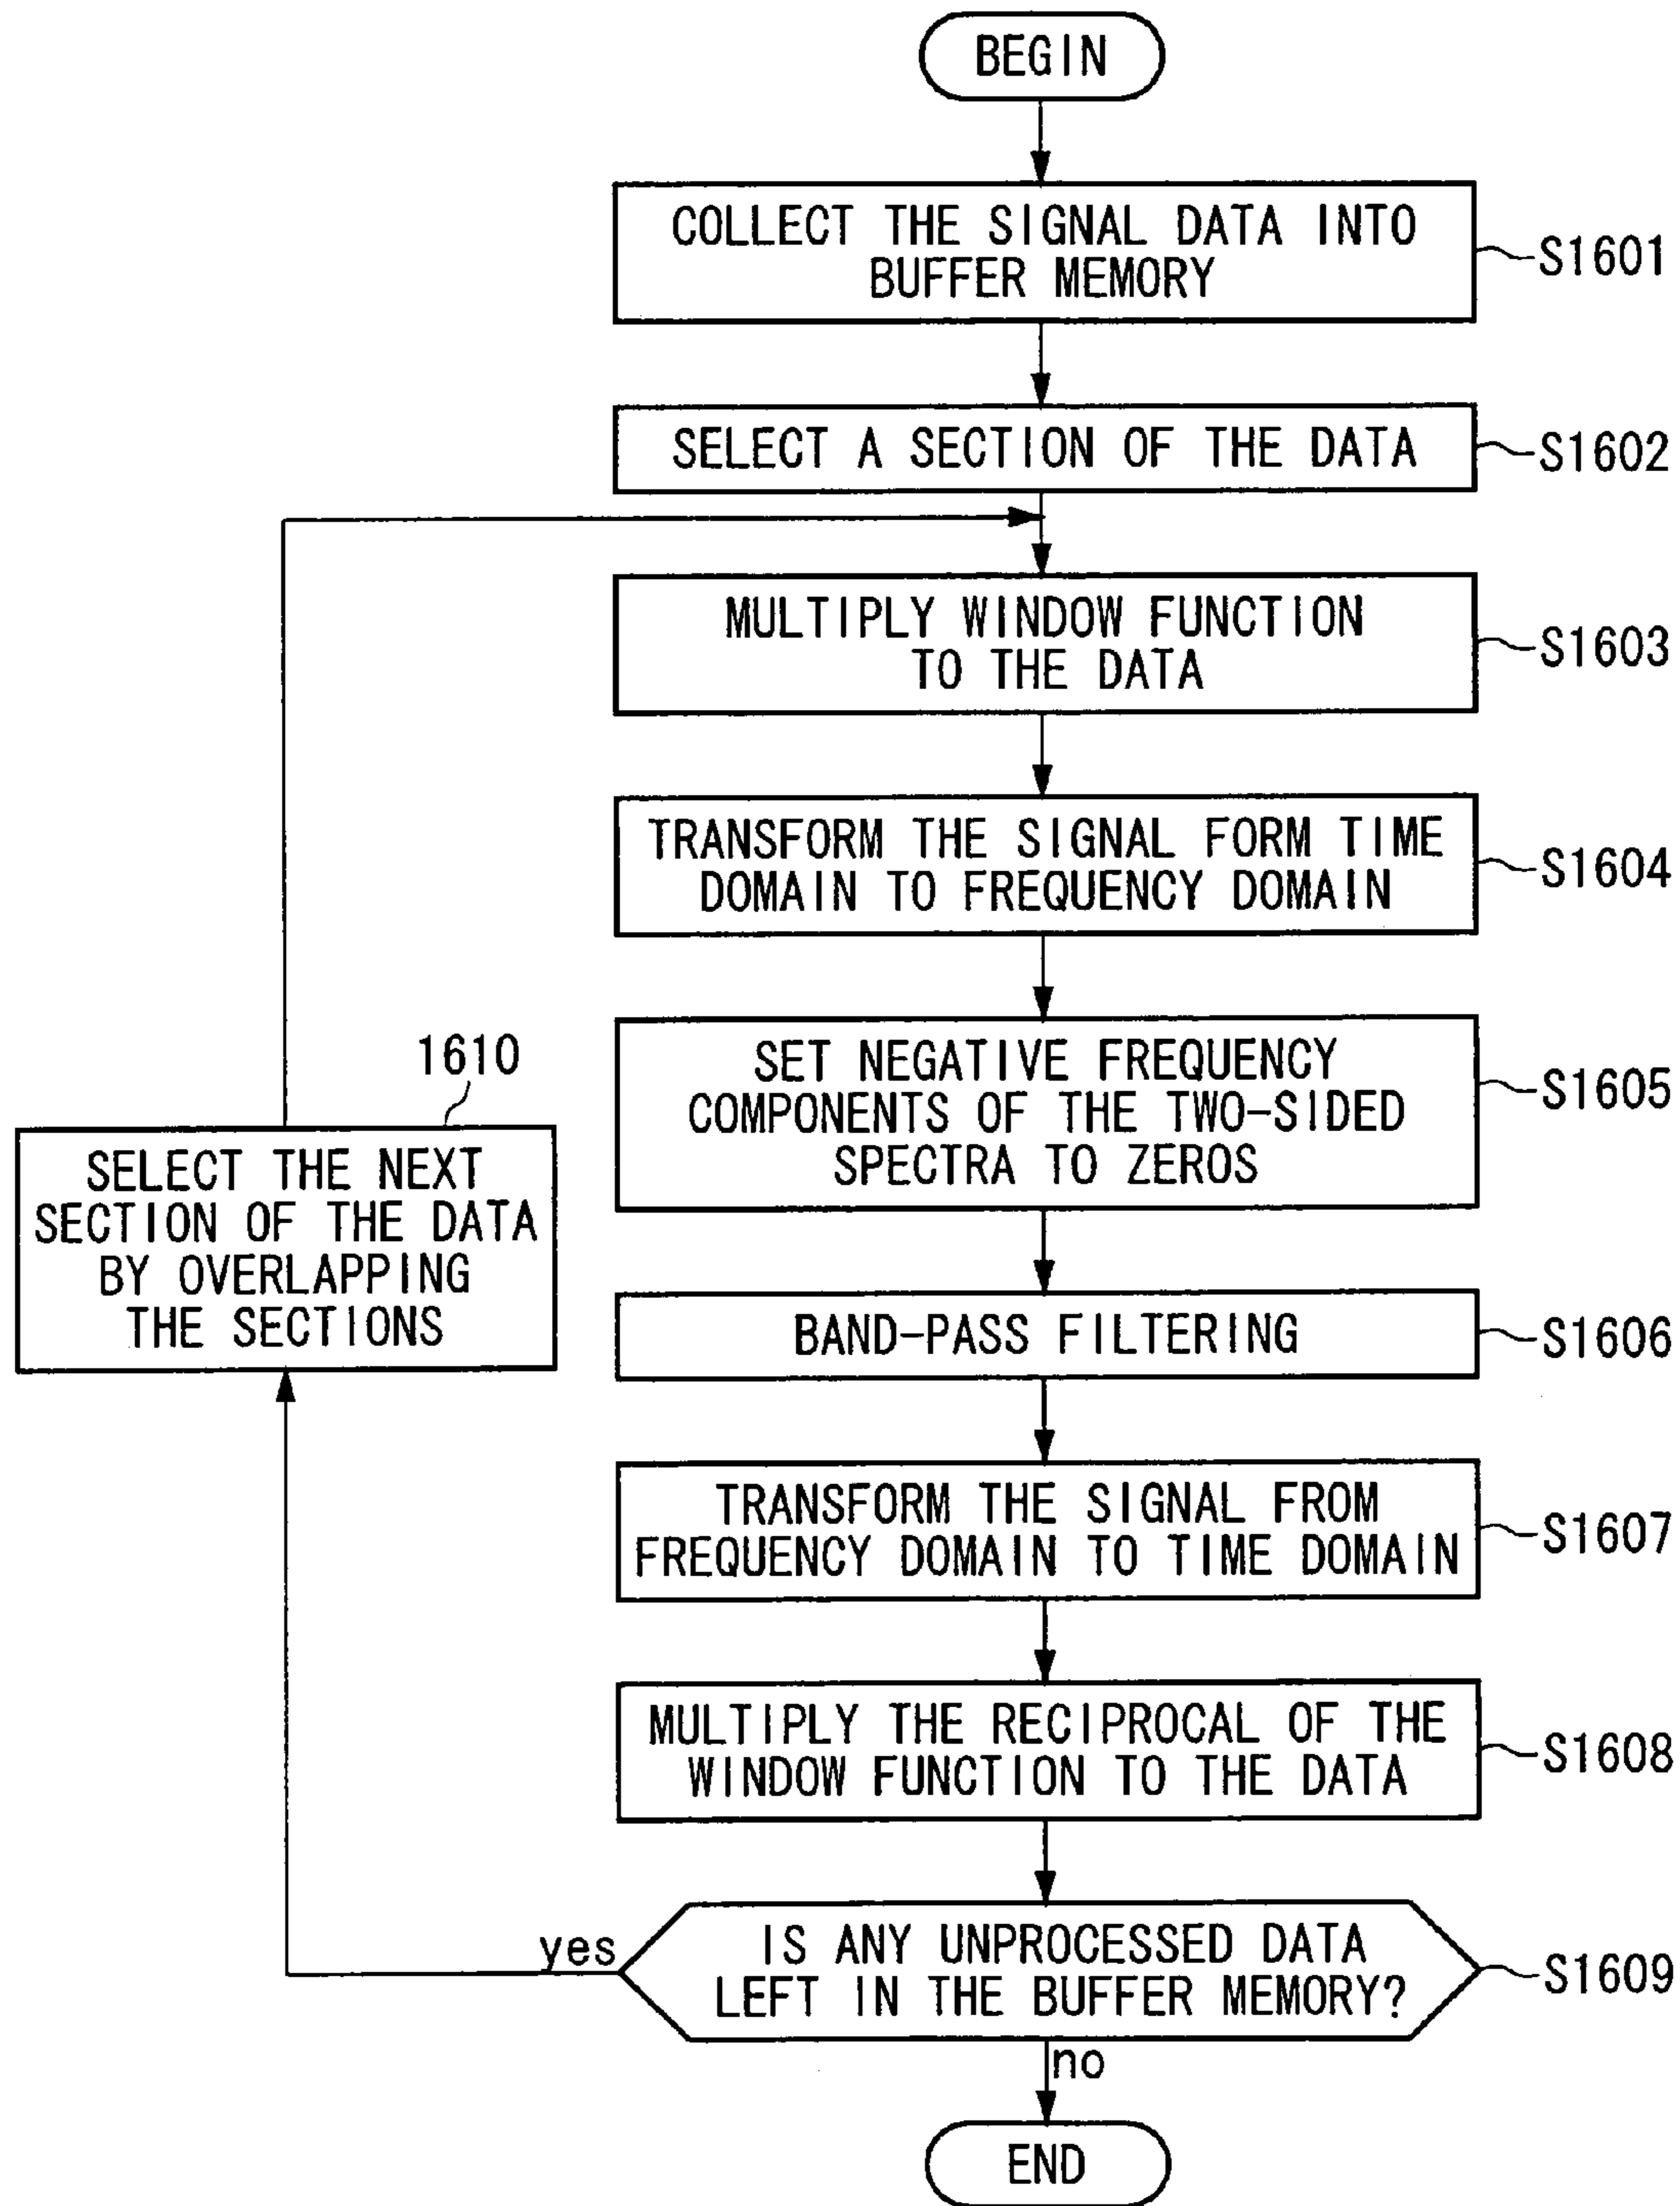 BEGIN
COLLECT THE SIGNAL DATA INTO
BUFFER MEMORY
S1601
SELECT A SECTION OF THE DATA
S1602
MULTIPLY WINDOW FUNCTION
TO THE DATA
S1603
TRANSFORM THE SIGNAL FORM TIME
DOMAIN TO FREQUENCY DOMAIN
S1604
SET NEGATIVE FREQUENCY
COMPONENTS OF THE TWO-SIDED
SPECTRA TO ZEROS
S1605
1610
SELECT THE NEXT
SECTION OF THE DATA
BY OVERLAPPING
THE SECTIONS
BAND-PASS FILTERING
S1606
TRANSFORM THE SIGNAL FROM
FREQUENCY DOMAIN TO TIME DOMAIN
S1607
MULTIPLY THE RECIPROCAL OF THE
WINDOW FUNCTION TO THE DATA
S1608
yes
IS ANY UNPROCESSED DATA
LEFT IN THE BUFFER MEMORY?
S1609
no
END